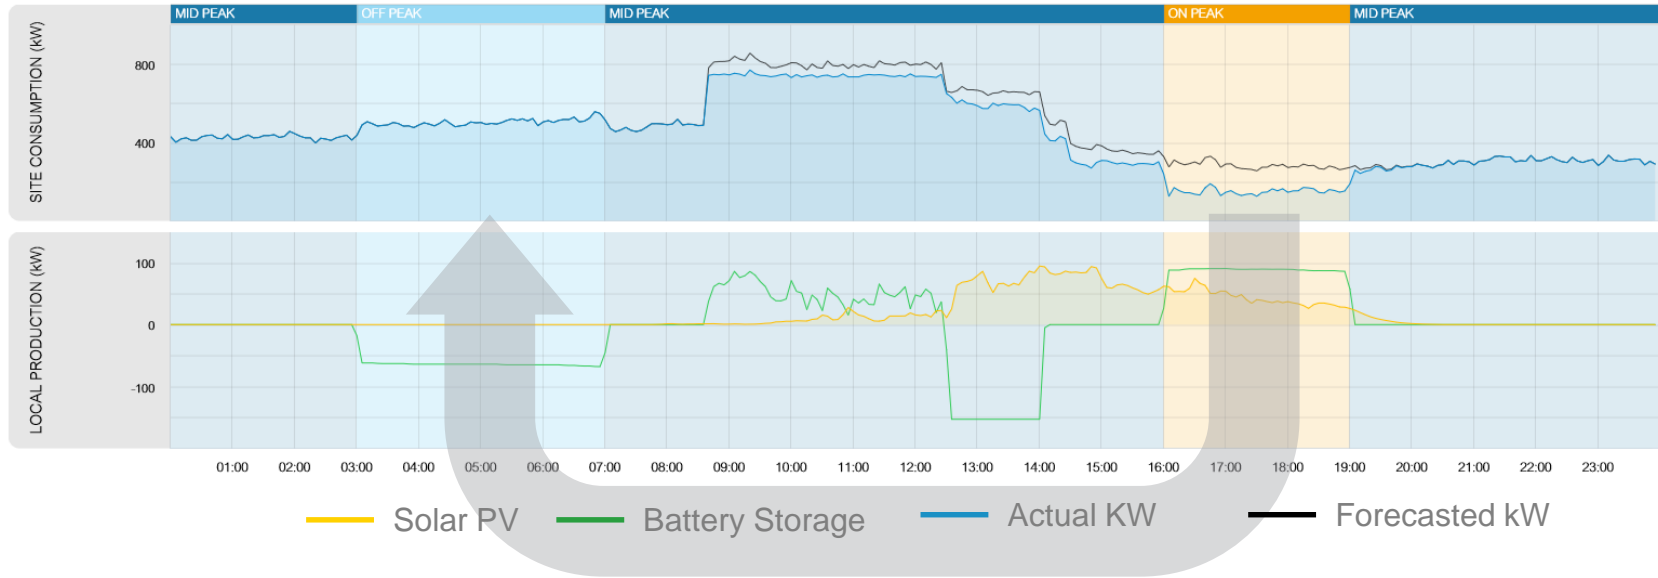 MID PEAK OFF PEAK MID PEAK ON PEAK MID PEAK
SITE CONSUMPTION (kW)
800
400
LOCAL PRODUCTION (kW)
100
0
-100
01:00 02:00 03:00 04:00 05:00 06:00 07:00 08:00 09:00 10:00 11:00 12:00 13:00 14:00 15:00 16:00 17:00 18:00 19:00 20:00 21:00 22:00 23:00
Solar PV Battery Storage Actual KW Forecasted kW